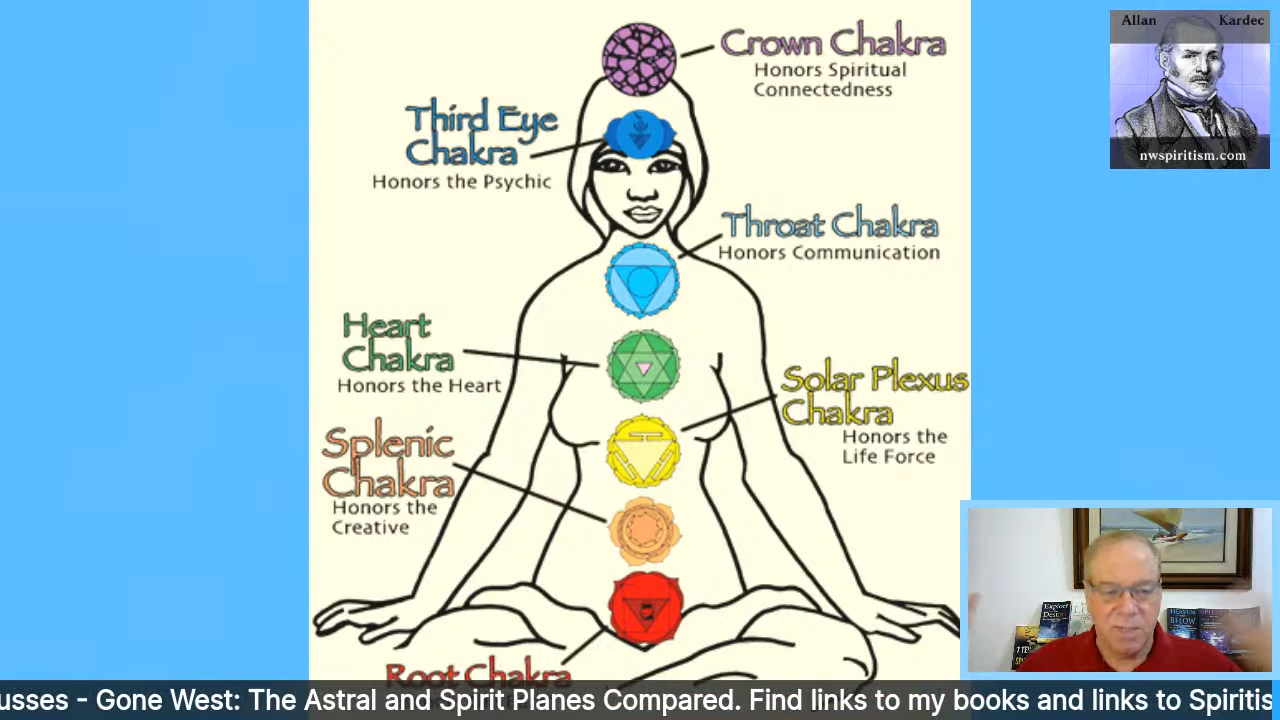 Allan Kardec
nwspiritism.com
Crown Chakra
Honors Spiritual
Connectedness
Third Eye
Chakra
Honors the Psychic
Throat Chakra
Honors Communication
Heart
Chakra
Honors the Heart
Solar Plexus
Chakra
Honors the
Life Force
Splenic
Chakra
Honors the
Creative
Root Chakra
HEAVEN
BELOW
usses - Gone West: The Astral and Spirit Planes Compared. Find links to my books and links to Spiritis